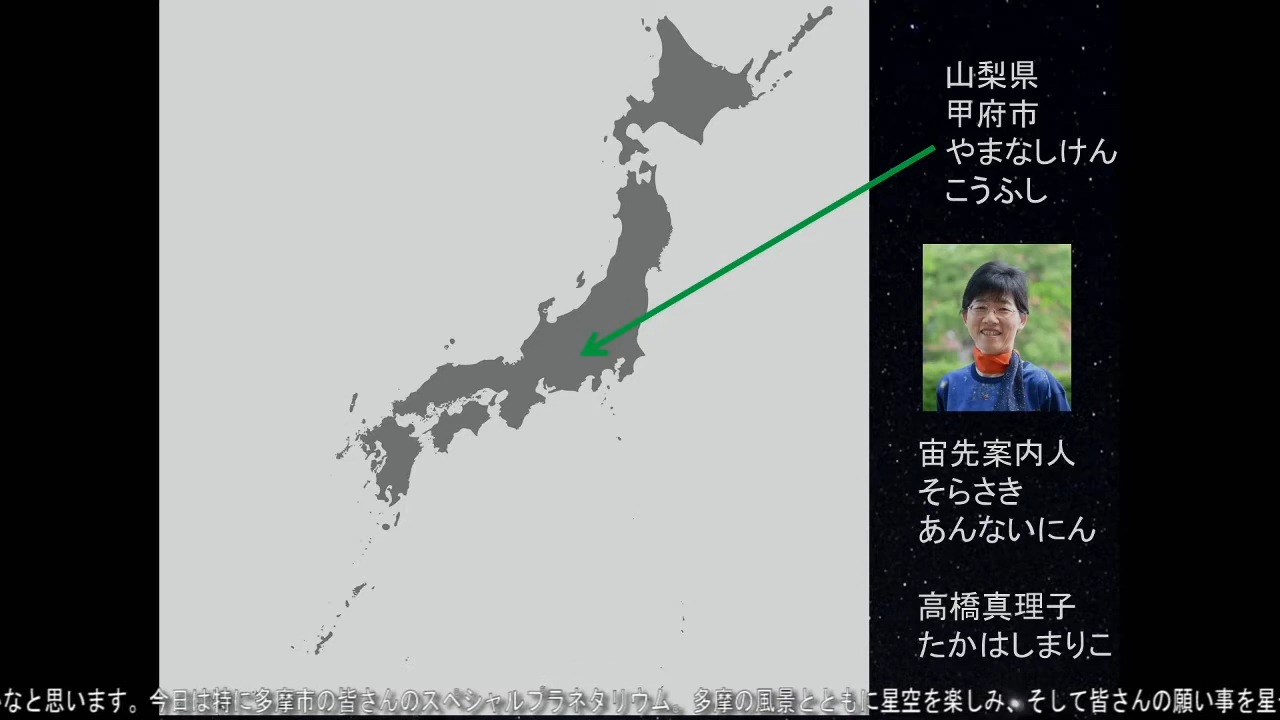 山梨県
甲府市
やまなしけん
こうふし
宙先案内人
そらさき
あんないにん
高橋真理子
たかはしまりこ
なと思います。今日は特に多摩市の皆さんのスペシャルプラネタリウム。多摩の風景とともに星空を楽しみ、そして皆さんの願い事を星